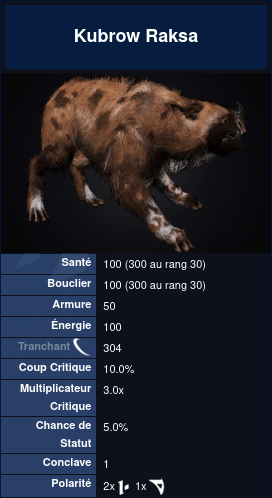 Kubrow Raksa
Santé 100 (300 au rang 30)
Bouclier 100 (300 au rang 30)
Armure 50
Énergie 100
Tranchant 304
Coup Critique 10.0%
Multiplicateur 3.0x
Critique
Chance de 5.0%
Statut
Conclave 1
Polarité 2x 1x